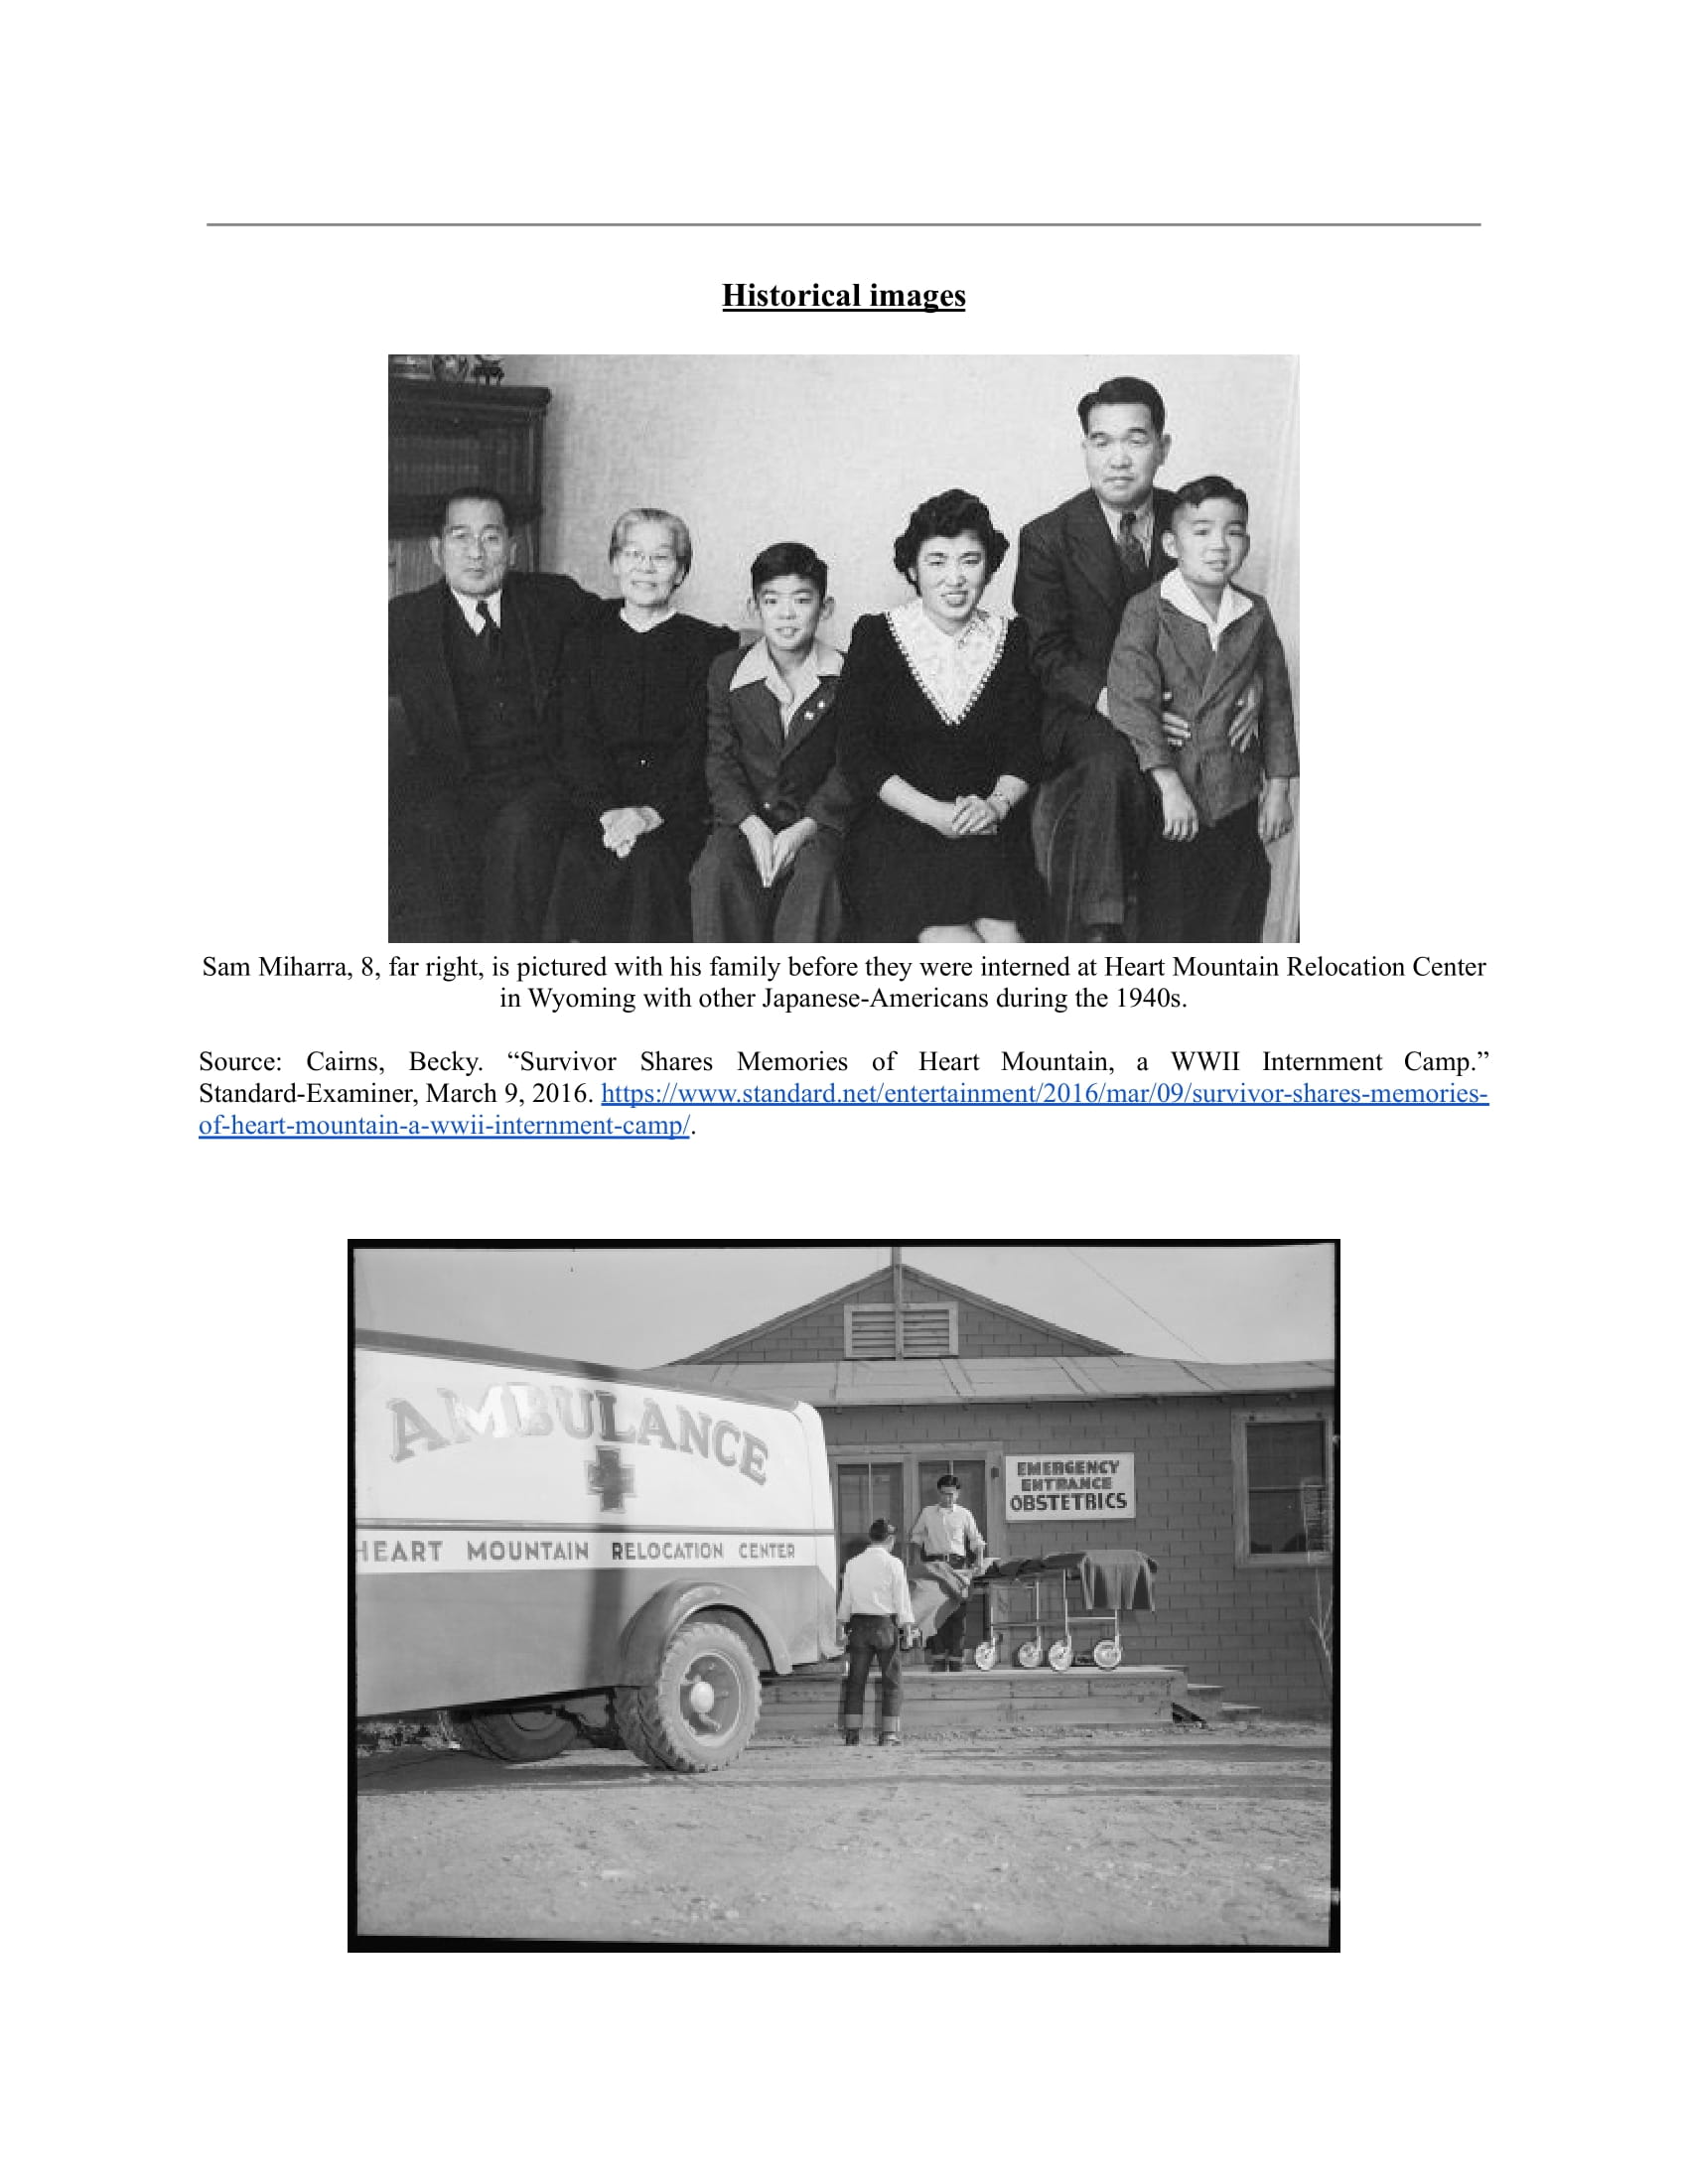 Historical images
Sam Miharra, 8, far right, is pictured with his family before they were interned at Heart Mountain Relocation Center
in Wyoming with other Japanese-Americans during the 1940s.
Source: Cairns, Becky. “Survivor Shares Memories of Heart Mountain, a WWII Internment Camp.”
Standard-Examiner, March 9, 2016. https://www.standard.net/entertainment/2016/mar/09/survivor-shares-memories-
of-heart-mountain-a-wwii-internment-camp/.
AMBULANCE
HEART MOUNTAIN RELOCATION CENTER
EMERGENCY
ENTRANCE
OBSTETRICS